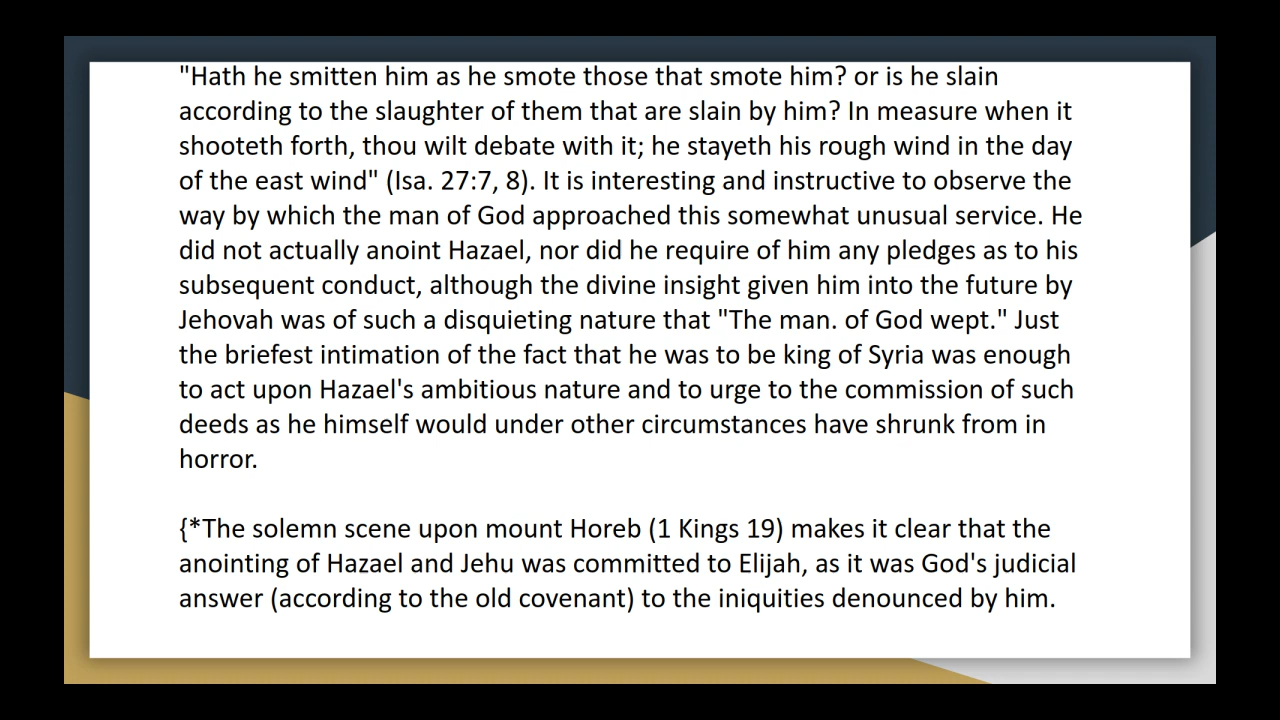 "Hath he smitten him as he smote those that smote him? or is he slain
according to the slaughter of them that are slain by him? In measure when it
shooteth forth, thou wilt debate with it; he stayeth his rough wind in the day
of the east wind" (Isa. 27:7, 8). It is interesting and instructive to observe the
way by which the man of God approached this somewhat unusual service. He
did not actually anoint Hazael, nor did he require of him any pledges as to his
subsequent conduct, although the divine insight given him into the future by
Jehovah was of such a disquieting nature that "The man. of God wept." Just
the briefest intimation of the fact that he was to be king of Syria was enough
to act upon Hazael's ambitious nature and to urge to the commission of such
deeds as he himself would under other circumstances have shrunk from in
horror.
{*The solemn scene upon mount Horeb (1 Kings 19) makes it clear that the
anointing of Hazael and Jehu was committed to Elijah, as it was God's judicial
answer (according to the old covenant) to the iniquities denounced by him.